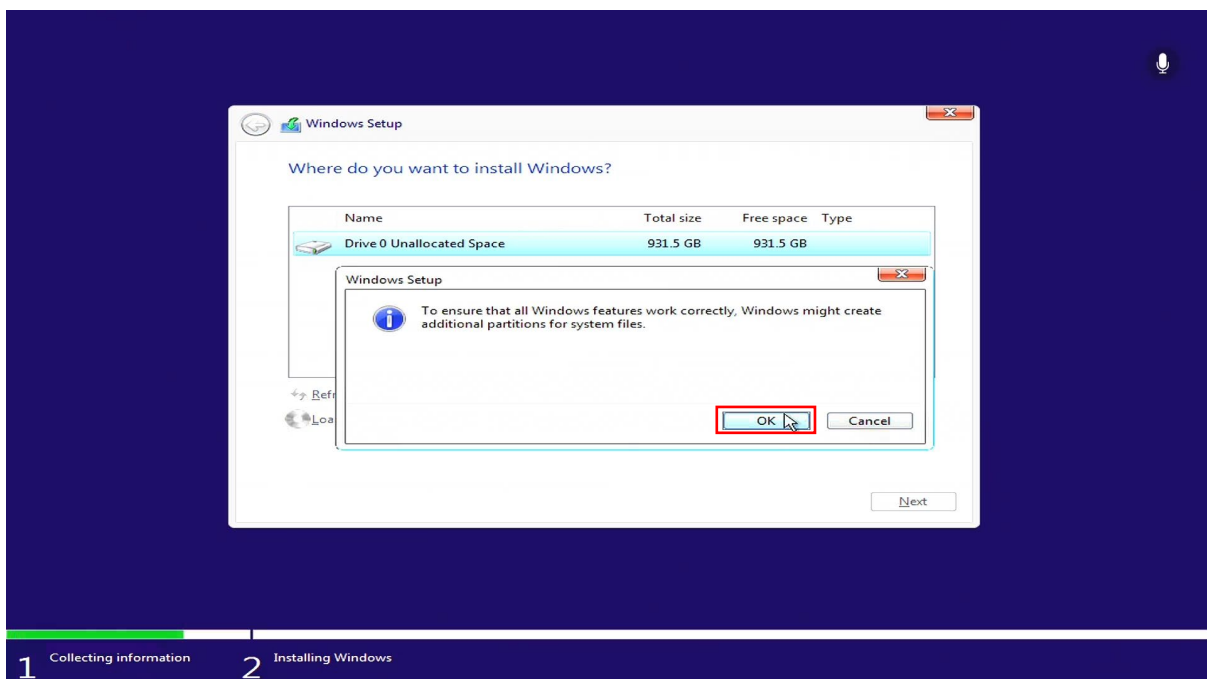 Windows Setup
Where do you want to install Windows?
Name Total size Free space Type
Drive 0 Unallocated Space 931.5 GB 931.5 GB
Windows Setup
To ensure that all Windows features work correctly, Windows might create
additional partitions for system files.
Refr
Loa
OK Cancel
Next
1 Collecting information 2 Installing Windows